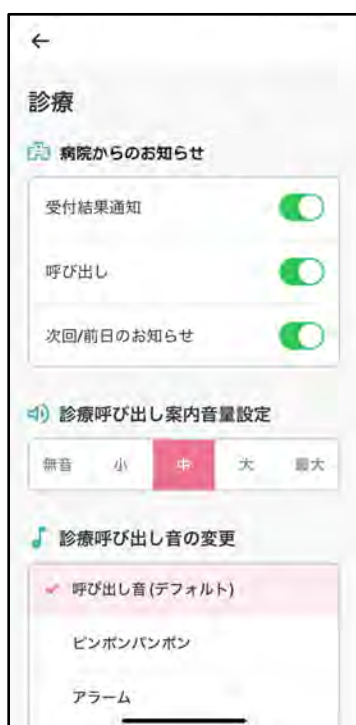 診療
病院からのお知らせ
受付結果通知
呼び出し
次回/前日のお知らせ
診療呼び出し案内音量設定
無音 小 中 大 最大
診療呼び出し音の変更
呼び出し音(デフォルト)
ピンポンパンポン
アラーム